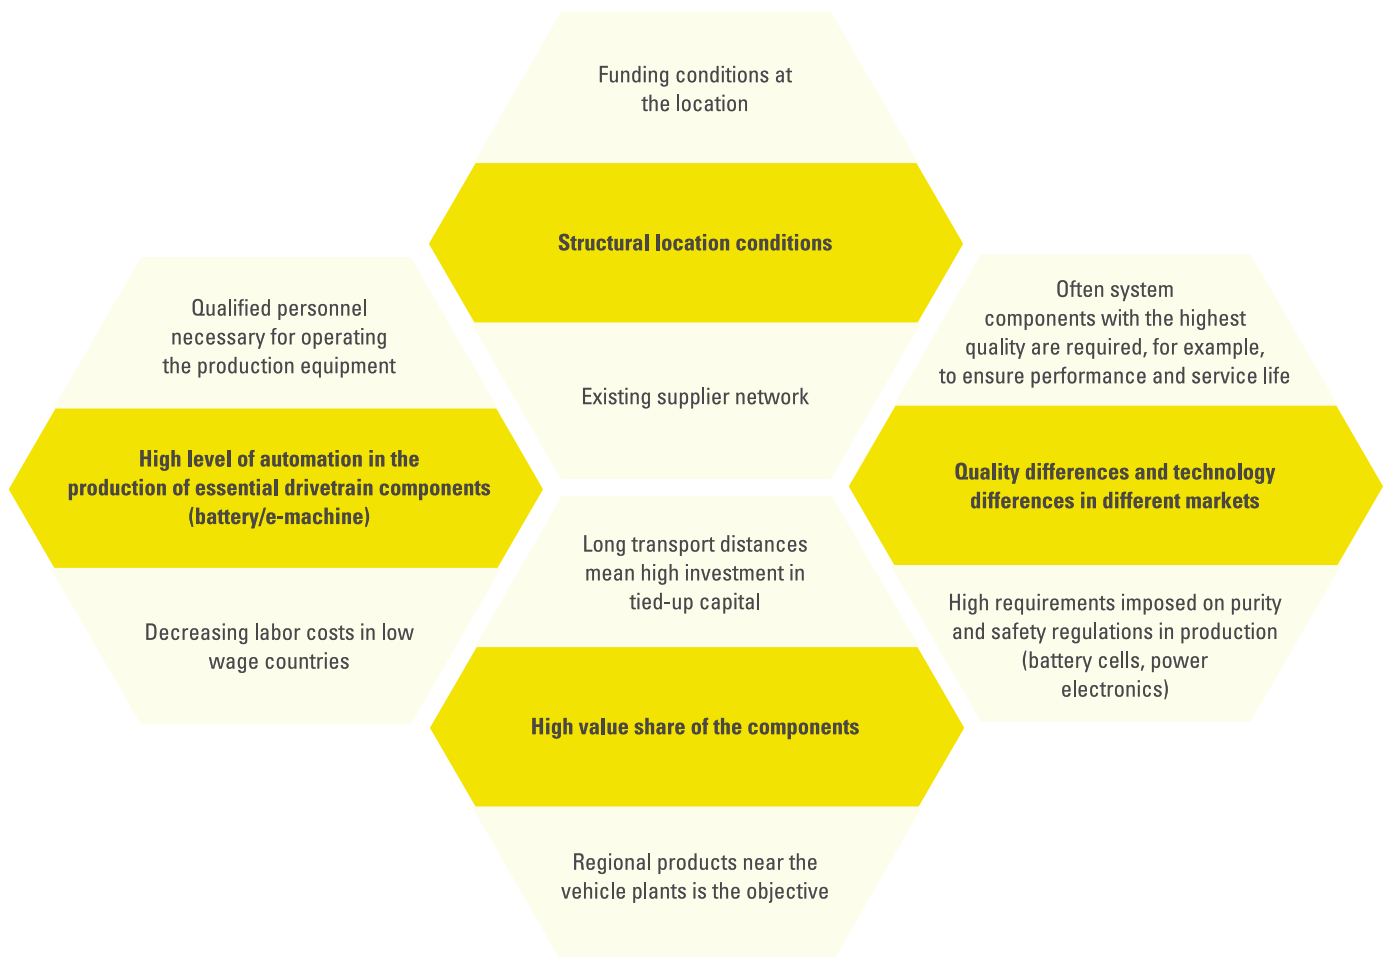 Funding conditions at
the location
Structural location conditions
Existing supplier network
Qualified personnel
necessary for operating
the production equipment
High level of automation in the
production of essential drivetrain components
(battery/e-machine)
Decreasing labor costs in low
wage countries
Often system
components with the highest
quality are required, for example,
to ensure performance and service life
Quality differences and technology
differences in different markets
High requirements imposed on purity
and safety regulations in production
(battery cells, power
electronics)
Long transport distances
mean high investment in
tied-up capital
High value share of the components
Regional products near the
vehicle plants is the objective